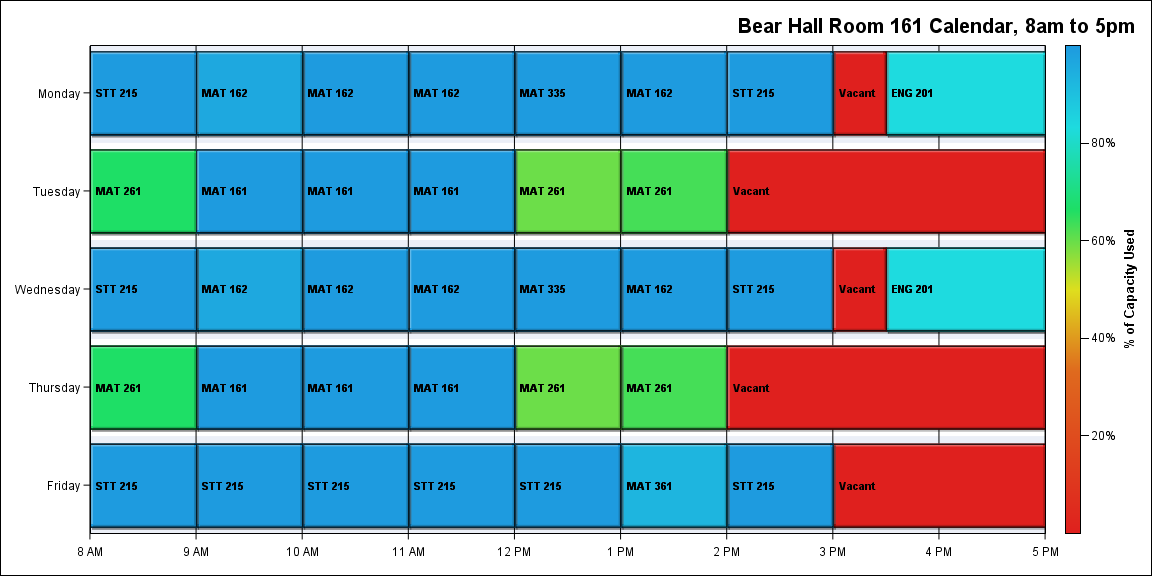 Bear Hall Room 161 Calendar, 8am to 5pm
Monday STT 215 MAT 162 MAT 162 MAT 162 MAT 335 MAT 162 STT 215 Vacant ENG 201
80%
Tuesday MAT 261 MAT 161 MAT 161 MAT 161 MAT 261 MAT 261 Vacant
60%
% of Capacity Used
Wednesday STT 215 MAT 162 MAT 162 MAT 162 MAT 335 MAT 162 STT 215 Vacant ENG 201
40%
Thursday MAT 261 MAT 161 MAT 161 MAT 161 MAT 261 MAT 261 Vacant
20%
Friday STT 215 STT 215 STT 215 STT 215 STT 215 MAT 361 STT 215 Vacant
8 AM 9 AM 10 AM 11 AM 12 PM 1 PM 2 PM 3 PM 4 PM 5 PM